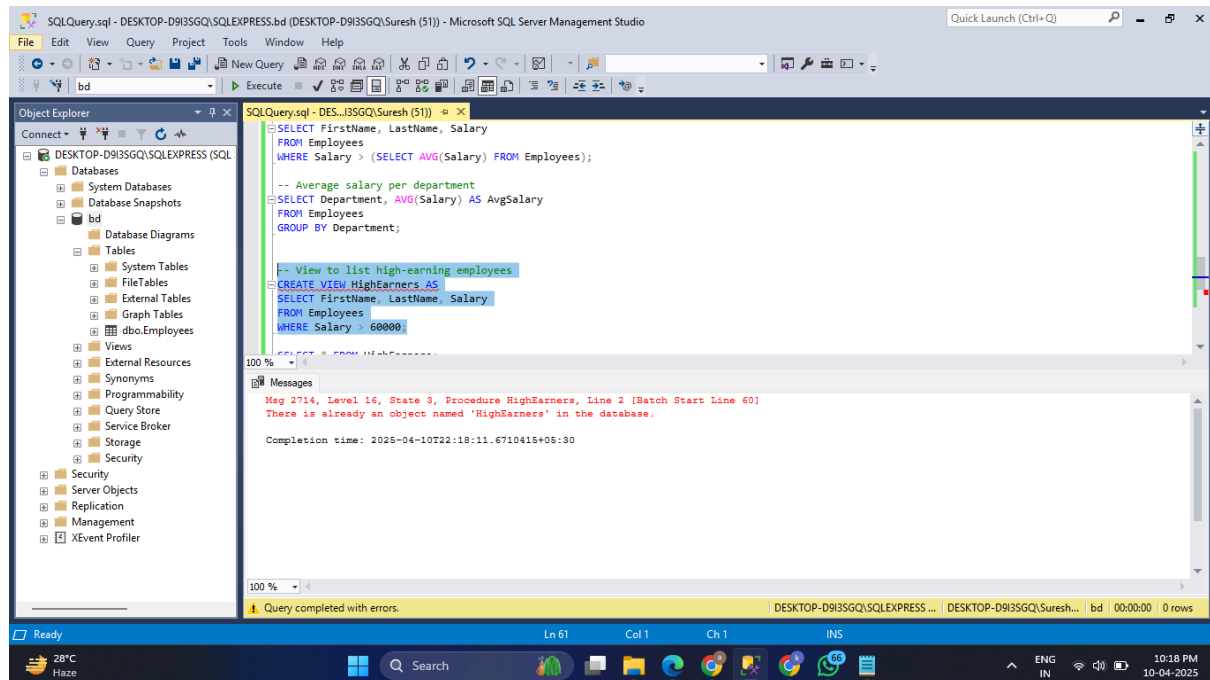 SQLQuery.sql - DESKTOP-D9I3SGQ\SQLEXPRESS.bd (DESKTOP-D9I3SGQ\Suresh (51)) - Microsoft SQL Server Management Studio
Quick Launch (Ctrl+Q)
File Edit View Query Project Tools Window Help
New Query
bd
Execute
Object Explorer
SQLQuery.sql - DES...I3SGQ\Suresh (51))
Connect
DESKTOP-D9I3SGQ\SQLEXPRESS (SQL
Databases
System Databases
Database Snapshots
bd
Database Diagrams
Tables
System Tables
FileTables
External Tables
Graph Tables
dbo.Employees
Views
External Resources
Synonyms
Programmability
Query Store
Service Broker
Storage
Security
Security
Server Objects
Replication
Management
XEvent Profiler
SELECT FirstName, LastName, Salary
FROM Employees
WHERE Salary > (SELECT AVG(Salary) FROM Employees);
-- Average salary per department
SELECT Department, AVG(Salary) AS AvgSalary
FROM Employees
GROUP BY Department;
-- View to list high-earning employees
CREATE VIEW HighEarners AS
SELECT FirstName, LastName, Salary
FROM Employees
WHERE Salary > 60000;
SELECT * FROM HighEarners;
100 %
Messages
Msg 2714, Level 16, State 3, Procedure HighEarners, Line 2 [Batch Start Line 60]
There is already an object named 'HighEarners' in the database.
Completion time: 2025-04-10T22:18:11.6710415+05:30
100 %
Query completed with errors.
DESKTOP-D9I3SGQ\SQLEXPRESS ... DESKTOP-D9I3SGQ\Suresh... bd 00:00:00 0 rows
Ready Ln 61 Col 1 Ch 1 INS
28°C
Haze
Search
66
ENG
IN
10:18 PM
10-04-2025